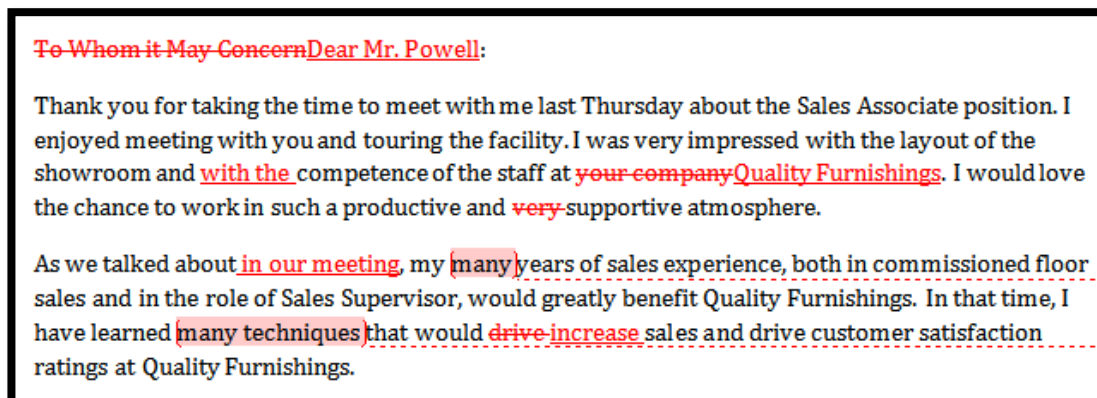 To Whom it May ConcernDear Mr. Powell:
Thank you for taking the time to meet with me last Thursday about the Sales Associate position. I
enjoyed meeting with you and touring the facility. I was very impressed with the layout of the
showroom and with the competence of the staff at your companyQuality Furnishings. I would love
the chance to work in such a productive and very supportive atmosphere.
As we talked about in our meeting, my many years of sales experience, both in commissioned floor
sales and in the role of Sales Supervisor, would greatly benefit Quality Furnishings. In that time, I
have learned many techniques that would drive increase sales and drive customer satisfaction
ratings at Quality Furnishings.